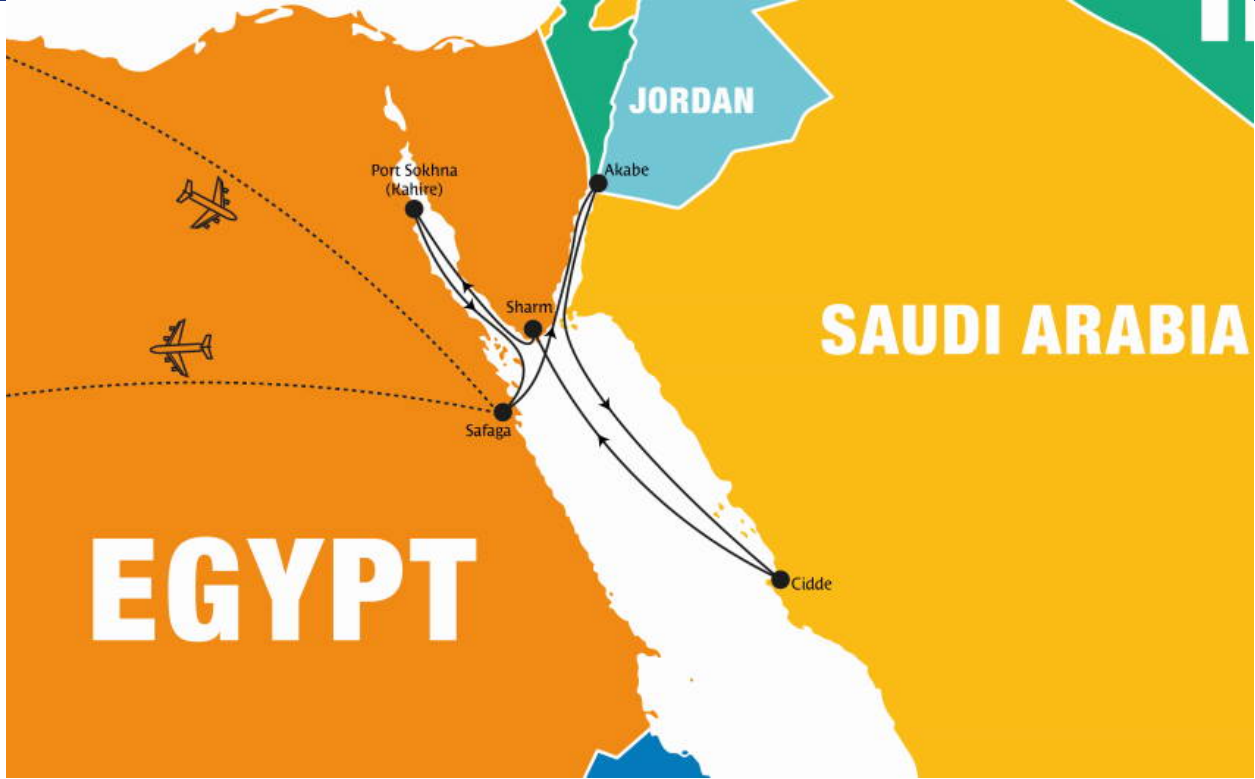 JORDAN
Port Sokhna
(Kahire)
Akabe
Sharm
SAUDI ARABIA
Safaga
EGYPT
Cidde